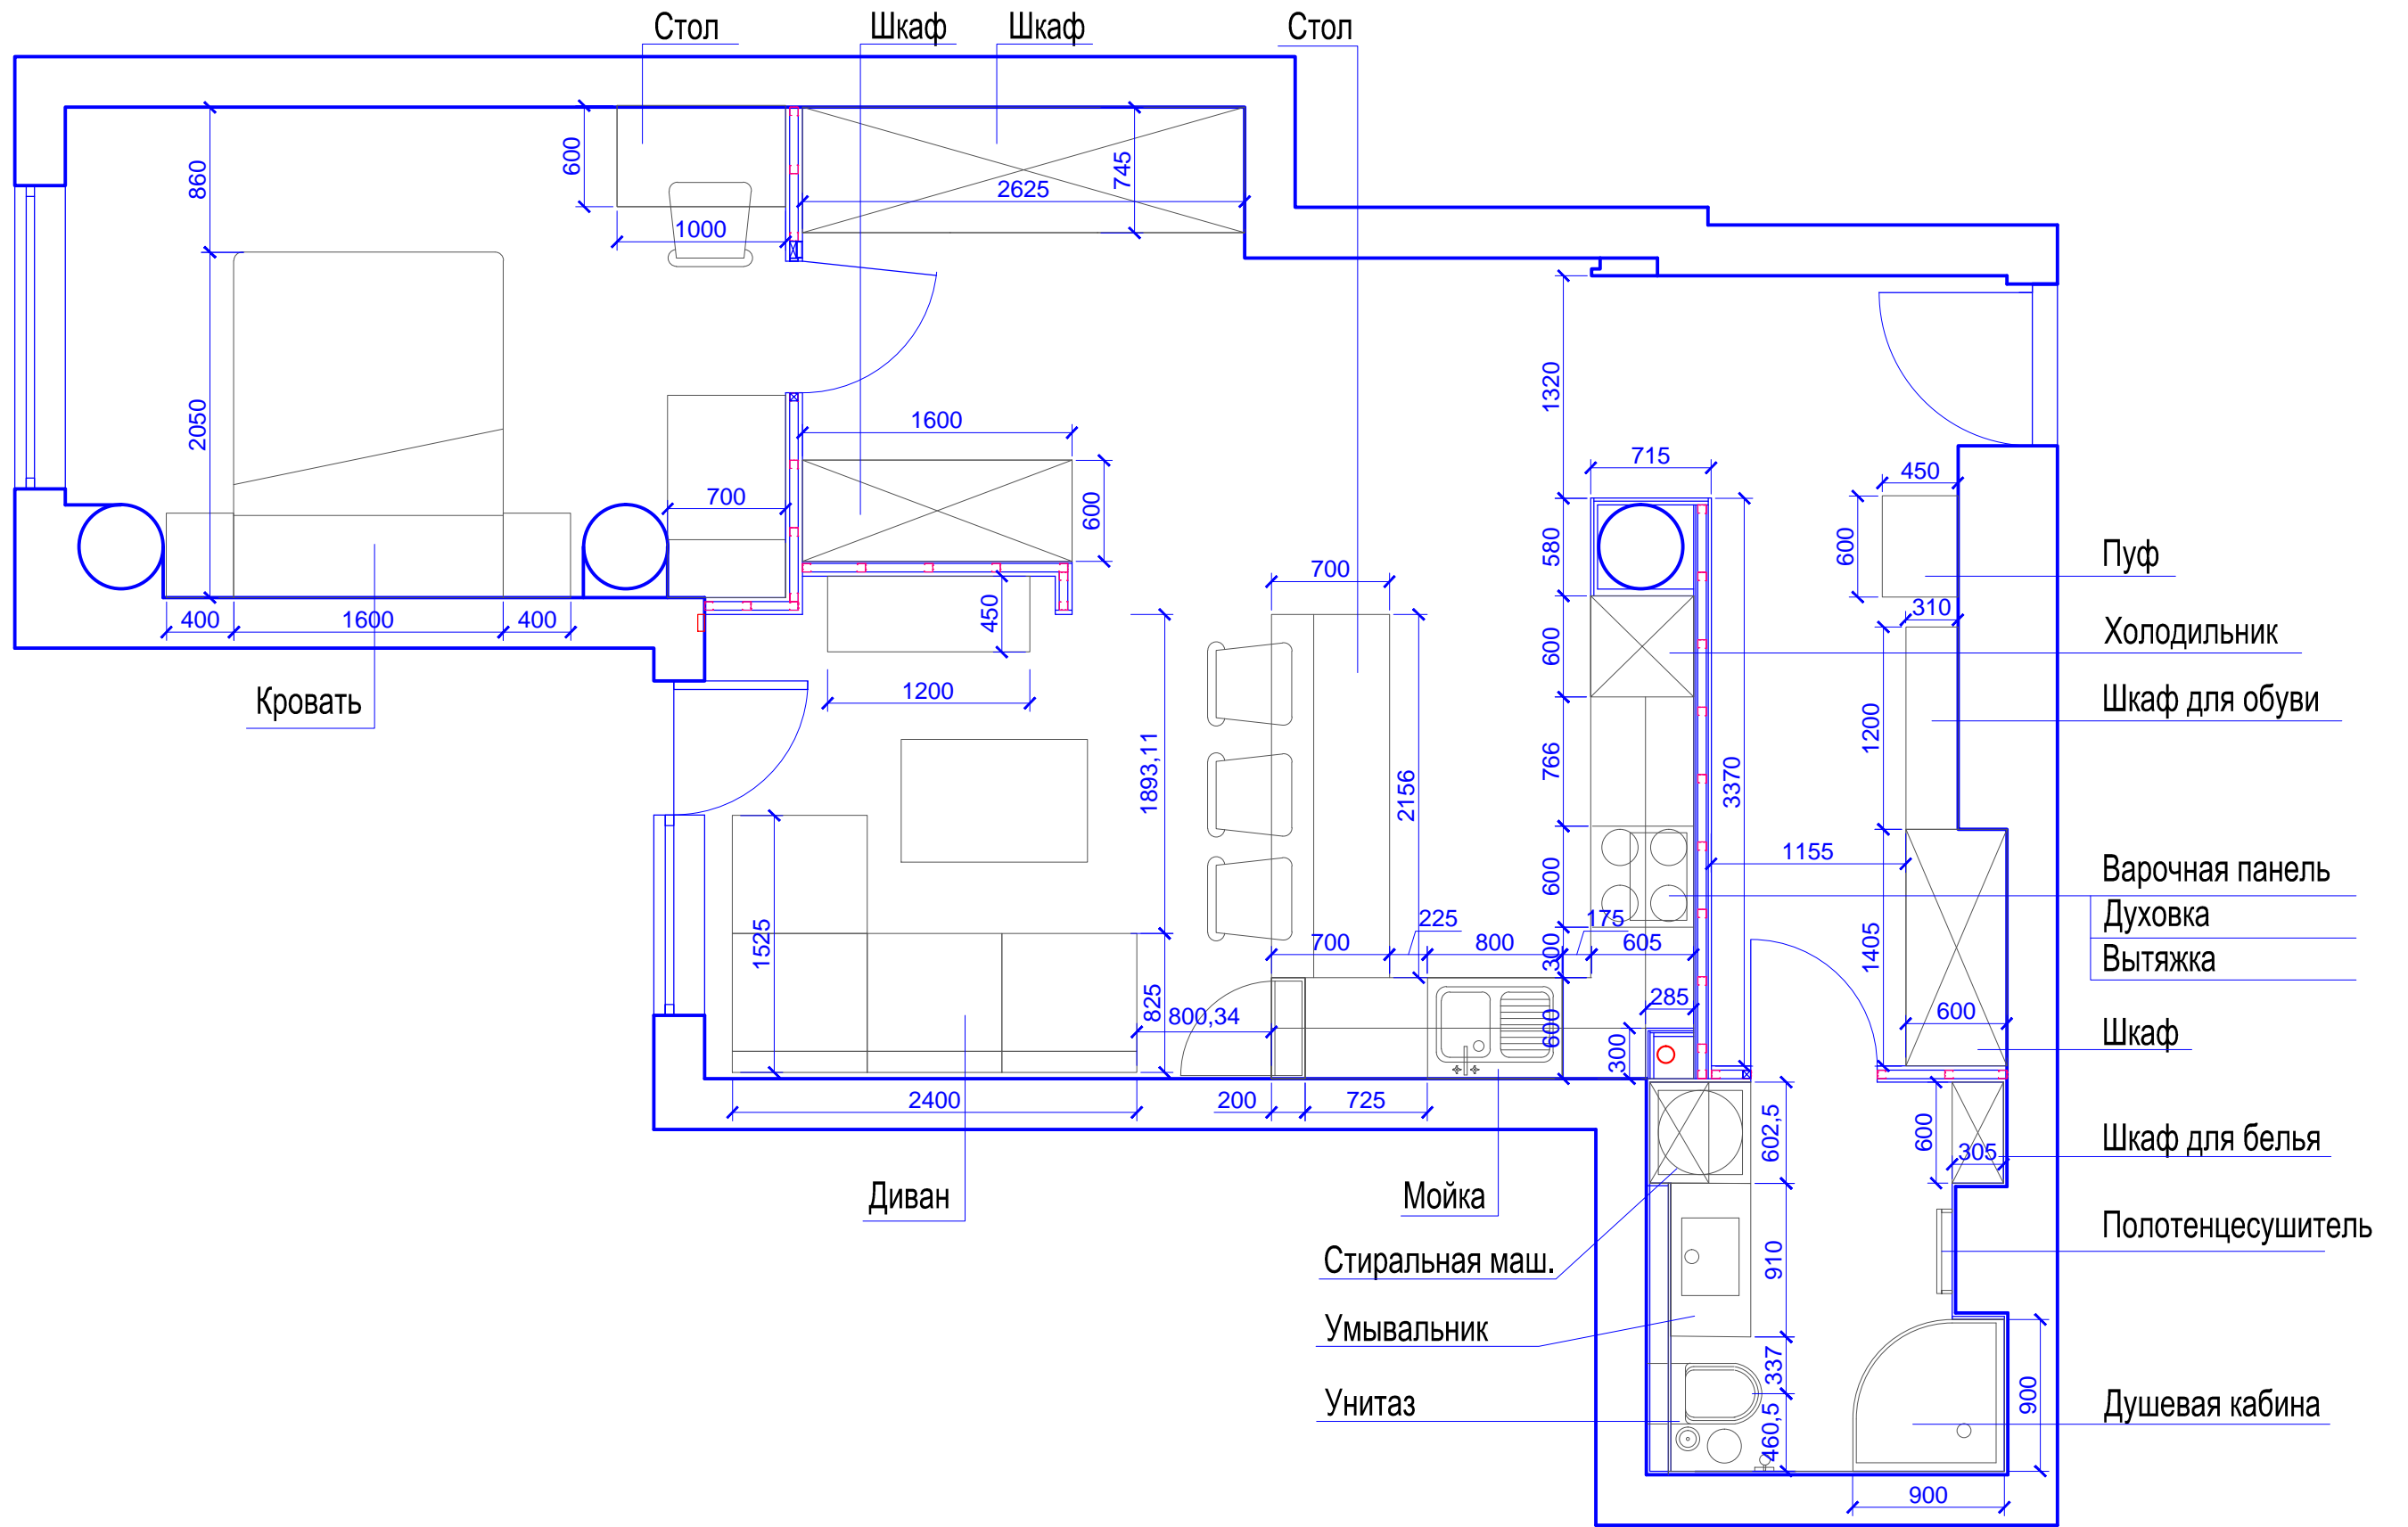 Стол
Шкаф
Шкаф
Стол
860
600
745
2625
1000
2050
1320
1600
715
450
700
600
580
600
Пуф
700
310
400
1600
400
450
600
Холодильник
Кровать
1200
1200
Шкаф для обуви
1893,11
766
2156
3370
1155
Варочная панель
600
Духовка
225
175
1525
700
800
300
605
1405
Вытяжка
825
800,34
285
600
600
300
Шкаф
2400
200
725
602,5
600
Шкаф для белья
305
Диван
Мойка
Полотенцесушитель
Стиральная маш.
910
Умывальник
337
Унитаз
900
Душевая кабина
460,5
900